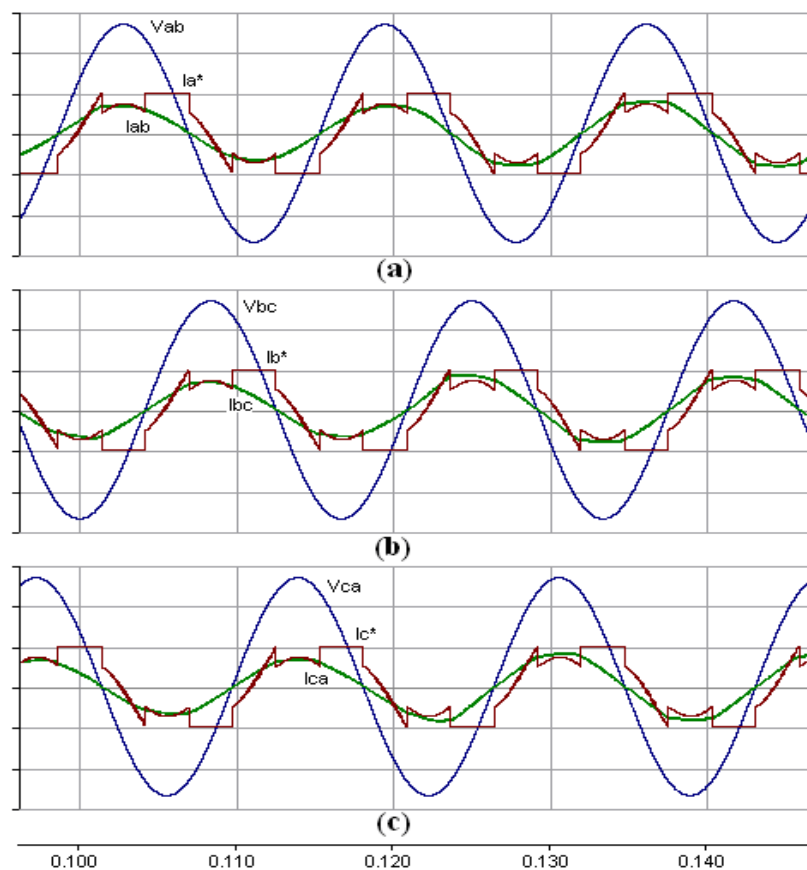 Vab
Ia*
Iab
(a)
Vbc
Ib*
Ibc
(b)
Vca
Ic*
Ica
(c)
0.100 0.110 0.120 0.130 0.140